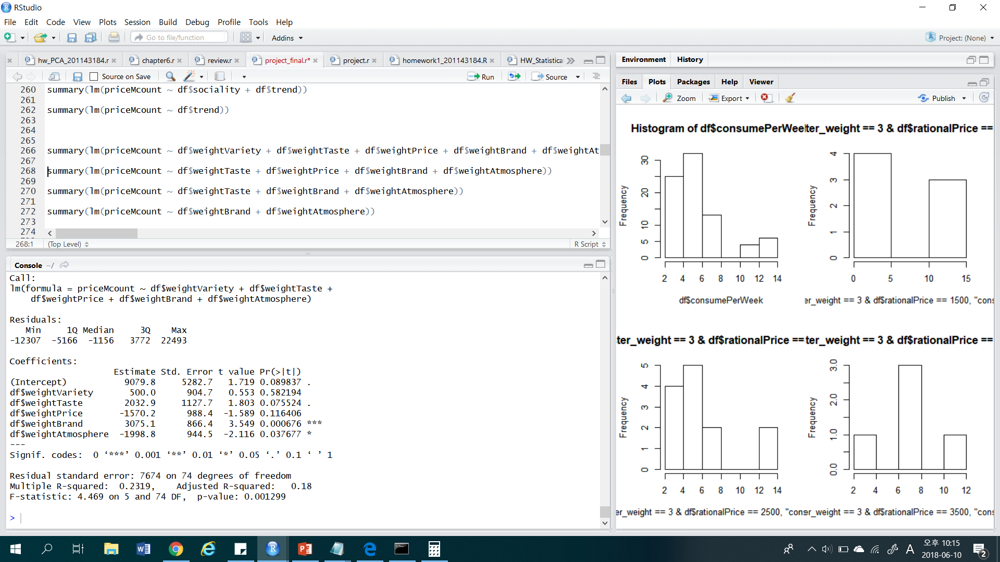 RStudio
File Edit Code View Plots Session Build Debug Profile Tools Help
Go to file/function Addins Project: (None)
hw_PCA_201143184.r chapter6.r review.r project_final.r* project.r homework1_201143184.R HW_Statistica
Source on Save Run Source
260 summary(lm(priceMcount ~ df$sociality + df$trend))
261
262 summary(lm(priceMcount ~ df$trend))
263
264
265
266 summary(lm(priceMcount ~ df$weightVariety + df$weightTaste + df$weightPrice + df$weightBrand + df$weightAt
267
268 summary(lm(priceMcount ~ df$weightTaste + df$weightPrice + df$weightBrand + df$weightAtmosphere))
269
270 summary(lm(priceMcount ~ df$weightTaste + df$weightBrand + df$weightAtmosphere))
271
272 summary(lm(priceMcount ~ df$weightBrand + df$weightAtmosphere))
273
274
268:1 (Top Level) R Script
Console ~/
Call:
lm(formula = priceMcount ~ df$weightVariety + df$weightTaste +
    df$weightPrice + df$weightBrand + df$weightAtmosphere)
Residuals:
   Min     1Q Median     3Q    Max
-12307  -5166  -1156   3772  22493
Coefficients:
                    Estimate Std. Error t value Pr(>|t|)
(Intercept)           9079.8     5282.7   1.719 0.089837 .
df$weightVariety       500.0      904.7   0.553 0.582194
df$weightTaste        2032.9     1127.7   1.803 0.075524 .
df$weightPrice       -1570.2      988.4  -1.589 0.116406
df$weightBrand        3075.1      866.4   3.549 0.000676 ***
df$weightAtmosphere  -1998.8      944.5  -2.116 0.037677 *
---
Signif. codes:  0 ‘***’ 0.001 ‘**’ 0.01 ‘*’ 0.05 ‘.’ 0.1 ‘ ’ 1
Residual standard error: 7674 on 74 degrees of freedom
Multiple R-squared:  0.2319,    Adjusted R-squared:   0.18
F-statistic: 4.469 on 5 and 74 DF,  p-value: 0.001299
>
Environment History
Files Plots Packages Help Viewer
Zoom Export Publish
Histogram of df$consumePerWeek
ter_weight == 3 & df$rationalPrice ==
Frequency
0 5 10 20 30
2 4 6 8 10 12 14
df$consumePerWeek
Frequency
0 1 2 3 4
0 5 10 15
er_weight == 3 & df$rationalPrice == 1500, "cons
ter_weight == 3 & df$rationalPrice ==
ter_weight == 3 & df$rationalPrice ==
Frequency
0 1 2 3 4 5
2 4 6 8 10 12 14
er_weight == 3 & df$rationalPrice == 2500, "cons
Frequency
0.0 1.0 2.0 3.0
2 4 6 8 10 12
er_weight == 3 & df$rationalPrice == 3500, "cons
A
오후 10:15
2018-06-10
2